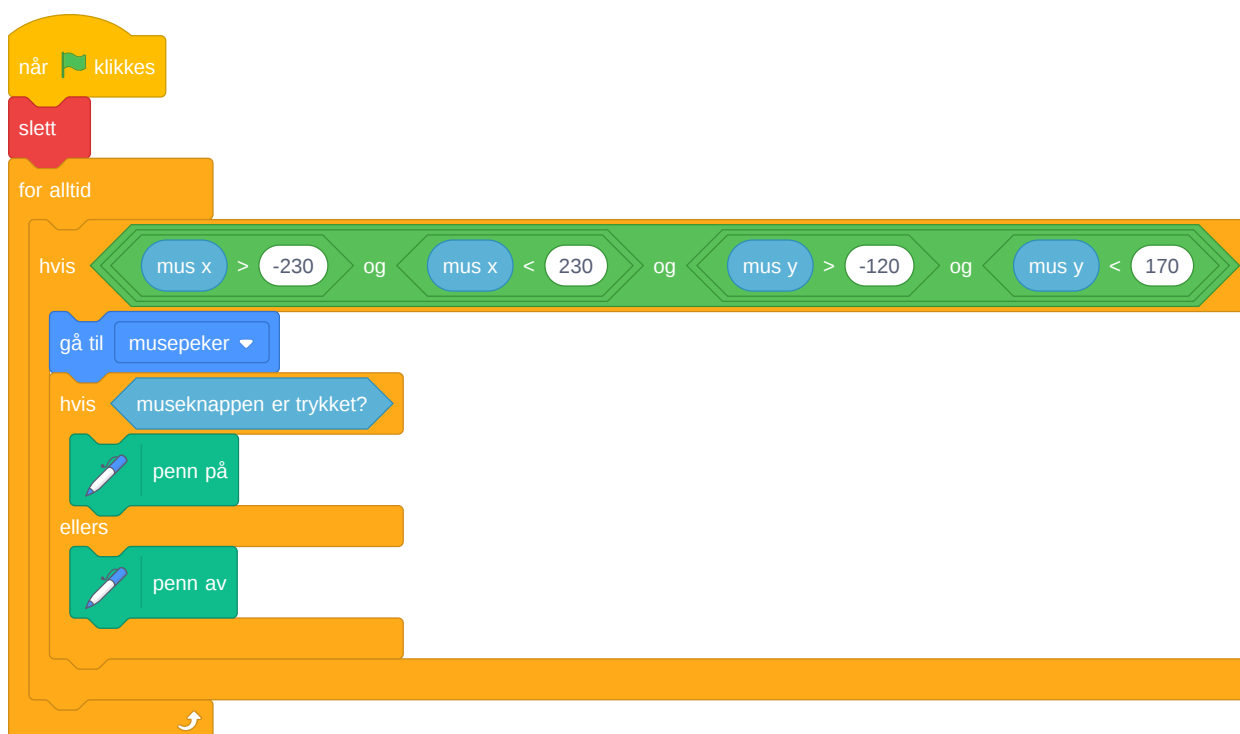 når klikkes
slett
for alltid
hvis mus x > -230 og mus x < 230 og mus y > -120 og mus y < 170
gå til musepeker
hvis museknappen er trykket?
penn på
ellers
penn av